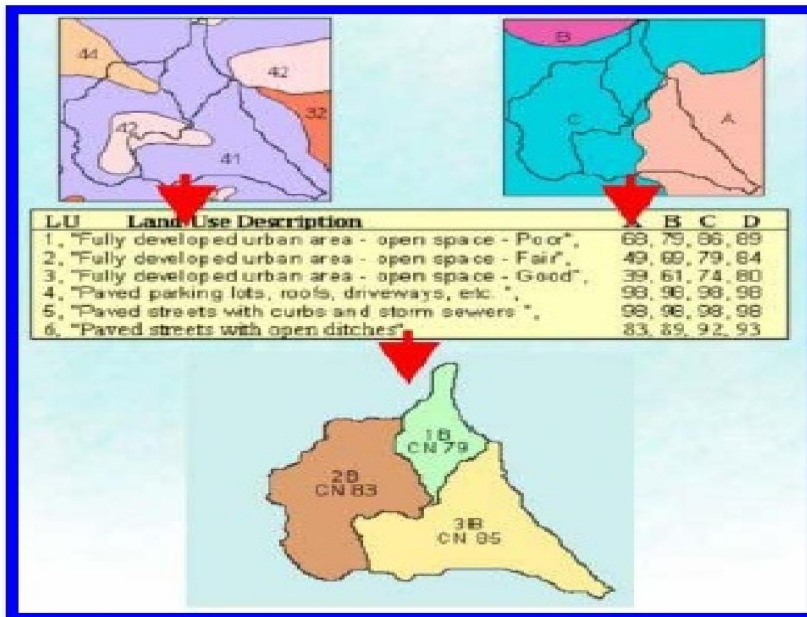 44
42
32
42
41
B
C
A
LU Land Use Description A B C D
1, "Fully developed urban area - open space - Poor", 68, 79, 86, 89
2, "Fully developed urban area - open space - Fair", 49, 69, 79, 84
3, "Fully developed urban area - open space - Good", 39, 61, 74, 80
4, "Paved parking lots, roofs, driveways, etc. ", 98, 98, 98, 98
5, "Paved streets with curbs and storm sewers ", 98, 98, 98, 98
6, "Paved streets with open ditches" 83, 89, 92, 93
1B
CN 79
2B
CN 83
3B
CN 85